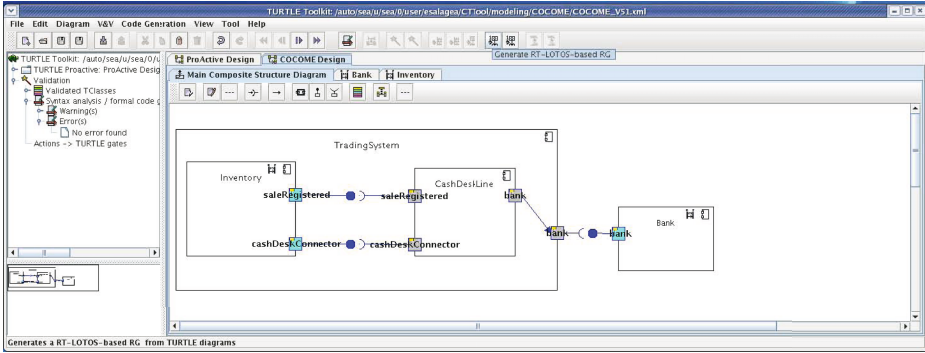 TURTLE Toolkit: /auto/sea/u/sea/0/user/esalagea/CTTool/modeling/COCOME/COCOME_V51.xml
File Edit Diagram V&V Code Generation View Tool Help
Generate RT-LOTOS-based RG
TURTLE Toolkit: /auto/sea/u/sea/0/u
TURTLE Proactive: ProActive Desig
Validation
Validated TClasses
Syntax analysis / formal code g
Warning(s)
Error(s)
No error found
Actions -> TURTLE gates
ProActive Design COCOME Design
Main Composite Structure Diagram Bank Inventory
TradingSystem
Inventory
CashDeskLine
saleRegistered saleRegistered bank
Bank
cashDeskConnector cashDeskConnector
Bank bank
Generates a RT-LOTOS-based RG from TURTLE diagrams